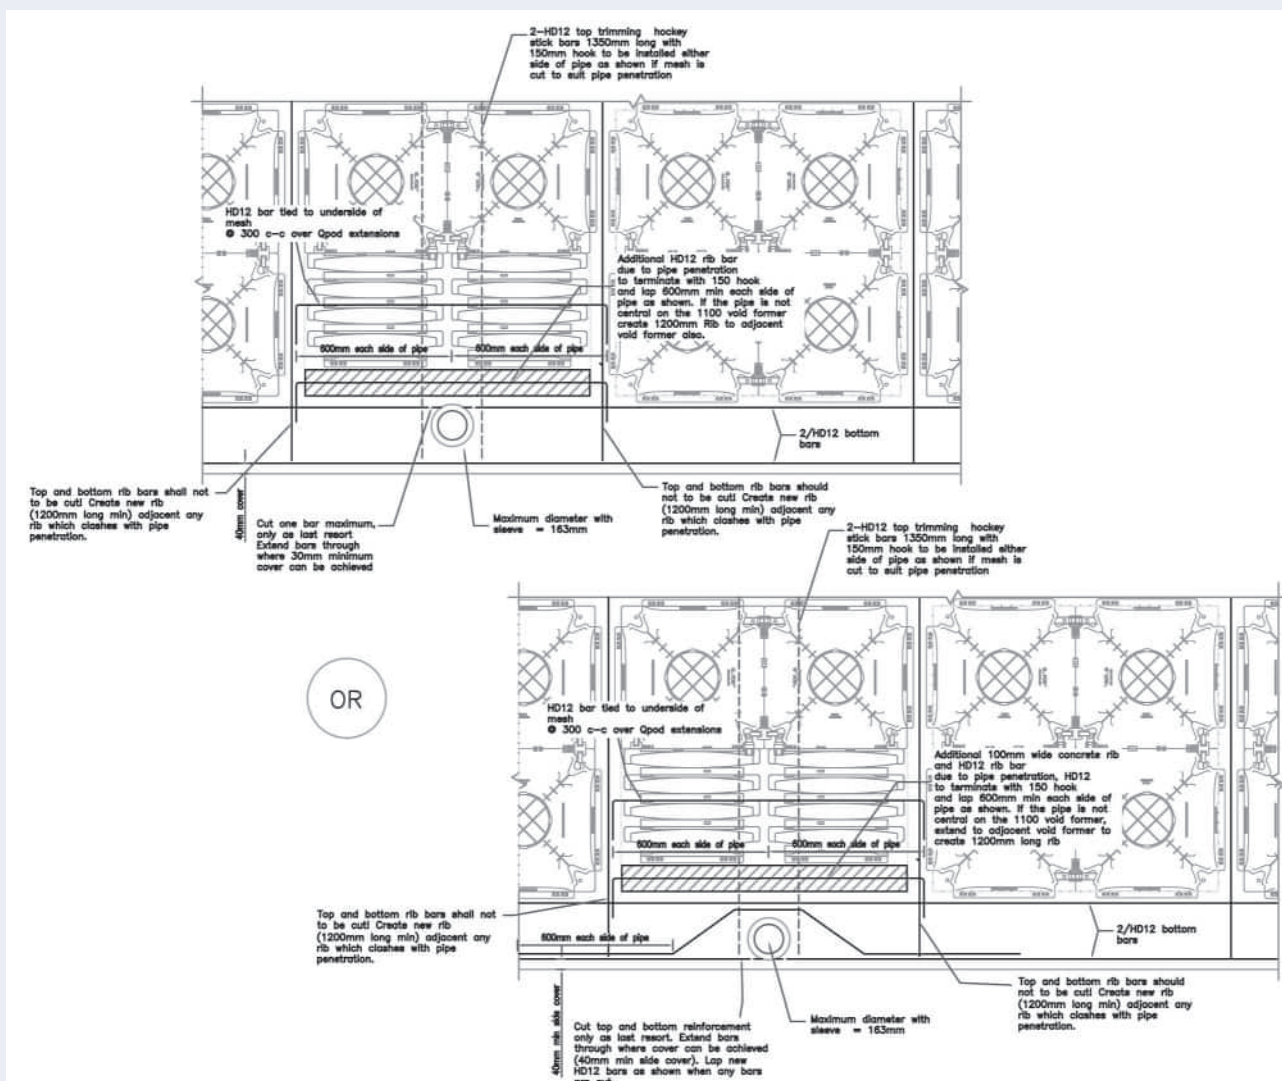 2-HD12 top trimming hockey
stick bars 1350mm long with
150mm hook to be installed either
side of pipe as shown if mesh is
cut to suit pipe penetration
HD12 bar tied to underside of
mesh
@ 300 c-c over Qpod extensions
Additional HD12 rib bar
due to pipe penetration
to terminate with 150 hook
and lap 600mm min each side of
pipe as shown. If the pipe is not
central on the 1100 void former
create 1200mm Rib to adjacent
void former also.
600mm each side of pipe
600mm each side of pipe
2/HD12 bottom
bars
Top and bottom rib bars shall not
to be cut! Create new rib
(1200mm long min) adjacent any
rib which clashes with pipe
penetration.
40mm cover
Cut one bar maximum,
only as last resort
Extend bars through
where 30mm minimum
cover can be achieved
Maximum diameter with
sleeve = 163mm
Top and bottom rib bars should
not to be cut! Create new rib
(1200mm long min) adjacent any
rib which clashes with pipe
penetration.
2-HD12 top trimming hockey
stick bars 1350mm long with
150mm hook to be installed either
side of pipe as shown if mesh is
cut to suit pipe penetration
OR
HD12 bar tied to underside of
mesh
@ 300 c-c over Qpod extensions
Additional 100mm wide concrete rib
and HD12 rib bar
due to pipe penetration, HD12
to terminate with 150 hook
and lap 600mm min each side of
pipe as shown. If the pipe is not
central on the 1100 void former,
extend to adjacent void former to
create 1200mm long rib
600mm each side of pipe
600mm each side of pipe
Top and bottom rib bars shall not
to be cut! Create new rib
(1200mm long min) adjacent any
rib which clashes with pipe
penetration.
600mm each side of pipe
2/HD12 bottom
bars
40mm min side cover
Cut top and bottom reinforcement
only as last resort. Extend bars
through where cover can be achieved
(40mm min side cover). Lap new
HD12 bars as shown when any bars
Maximum diameter with
sleeve = 163mm
Top and bottom rib bars should
not to be cut! Create new rib
(1200mm long min) adjacent any
rib which clashes with pipe
penetration.